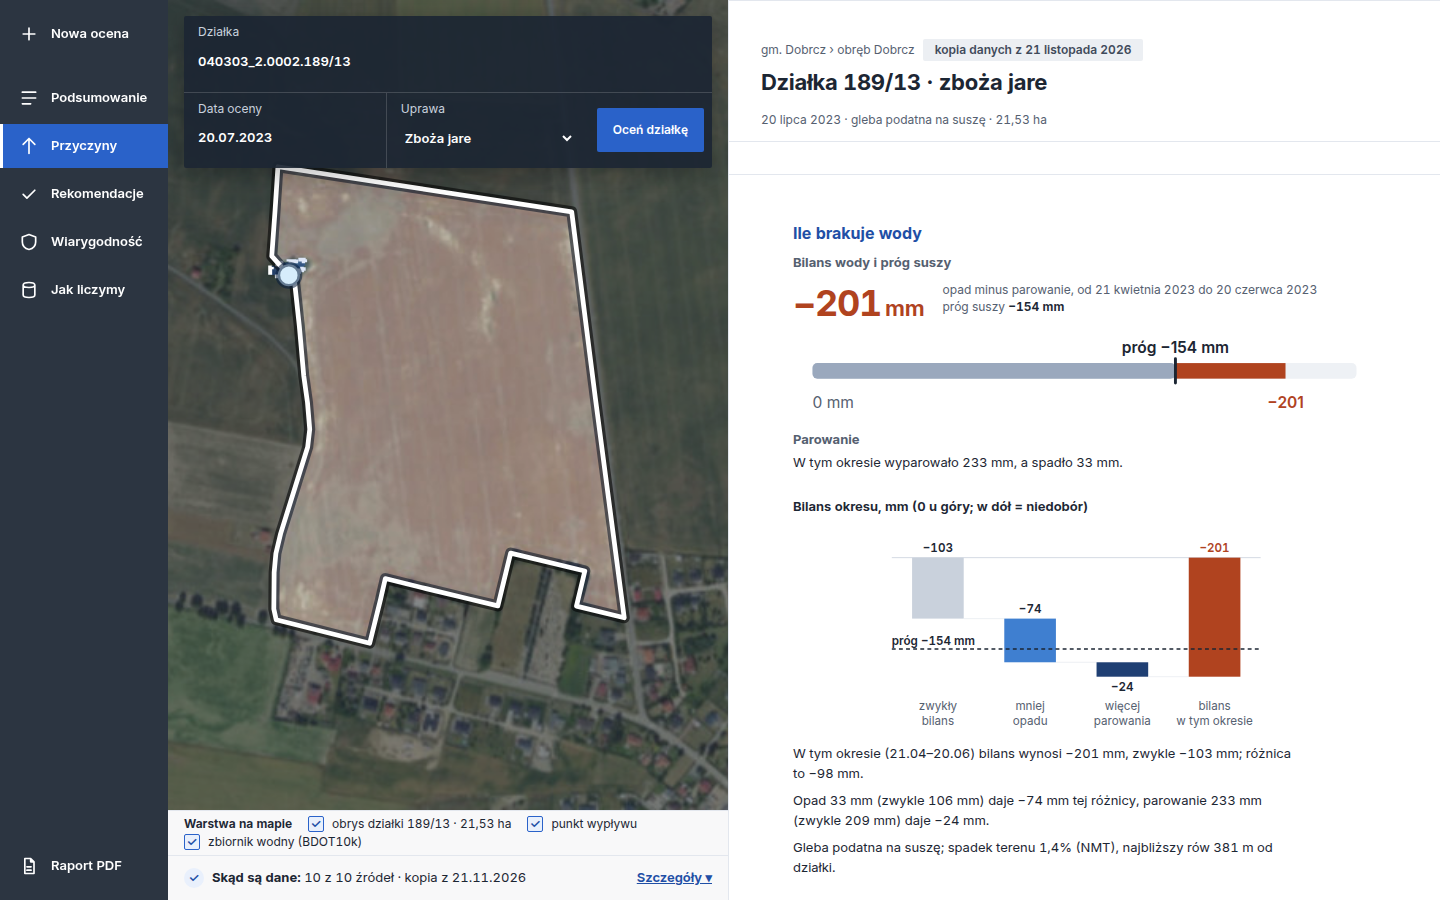 Nowa ocena
Podsumowanie
Przyczyny
Rekomendacje
Wiarygodność
Jak liczymy
Raport PDF
Działka
040303_2.0002.189/13
Data oceny
20.07.2023
Uprawa
Zboża jare
Oceń działkę
Warstwa na mapie
obrys działki 189/13 · 21,53 ha
punkt wypływu
zbiornik wodny (BDOT10k)
Skąd są dane: 10 z 10 źródeł · kopia z 21.11.2026
Szczegóły ▾
gm. Dobrcz › obręb Dobrcz
kopia danych z 21 listopada 2026
Działka 189/13 · zboża jare
20 lipca 2023 · gleba podatna na suszę · 21,53 ha
Ile brakuje wody
Bilans wody i próg suszy
−201 mm
opad minus parowanie, od 21 kwietnia 2023 do 20 czerwca 2023
próg suszy −154 mm
próg −154 mm
0 mm
−201
Parowanie
W tym okresie wyparowało 233 mm, a spadło 33 mm.
Bilans okresu, mm (0 u góry; w dół = niedobór)
−103
−201
−74
próg −154 mm
−24
zwykły
bilans
mniej
opadu
więcej
parowania
bilans
w tym okresie
W tym okresie (21.04–20.06) bilans wynosi −201 mm, zwykle −103 mm; różnica
to −98 mm.
Opad 33 mm (zwykle 106 mm) daje −74 mm tej różnicy, parowanie 233 mm
(zwykle 209 mm) daje −24 mm.
Gleba podatna na suszę; spadek terenu 1,4% (NMT), najbliższy rów 381 m od
działki.